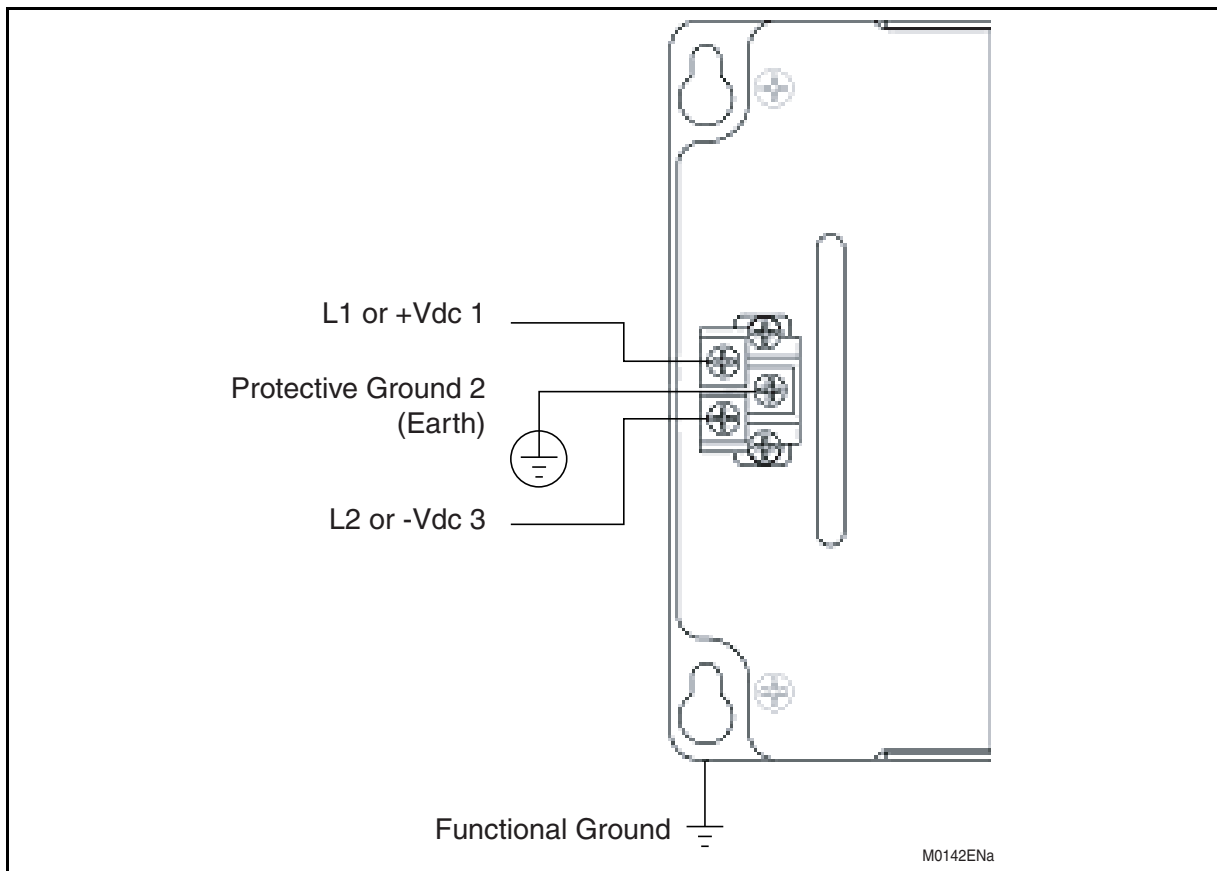 L1 or +Vdc 1
Protective Ground 2
(Earth)
L2 or -Vdc 3
Functional Ground
M0142ENa